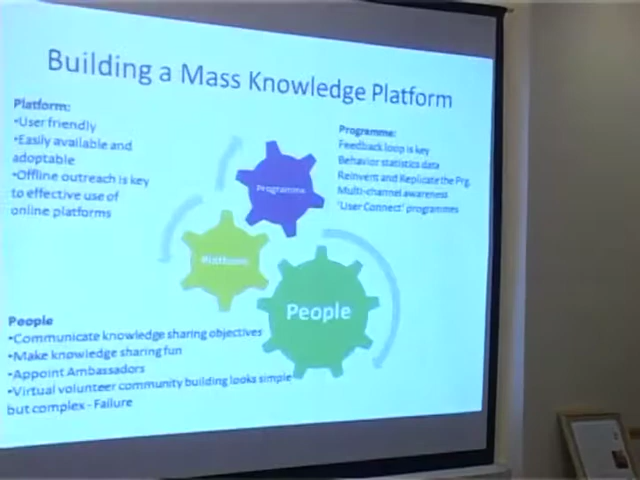 Building a Mass Knowledge Platform
Platform:
•User friendly
•Easily available and
adoptable
•Offline outreach is key
to effective use of
online platforms
Programme:
Feedback loop is key
Behavior statistics data
Reinvent and Replicate the Prg.
Multi-channel awareness
'User Connect' programmes
Programme
Platform
People
People
•Communicate knowledge sharing objectives
•Make knowledge sharing fun
•Appoint Ambassadors
•Virtual volunteer community building looks simple
but complex - Failure